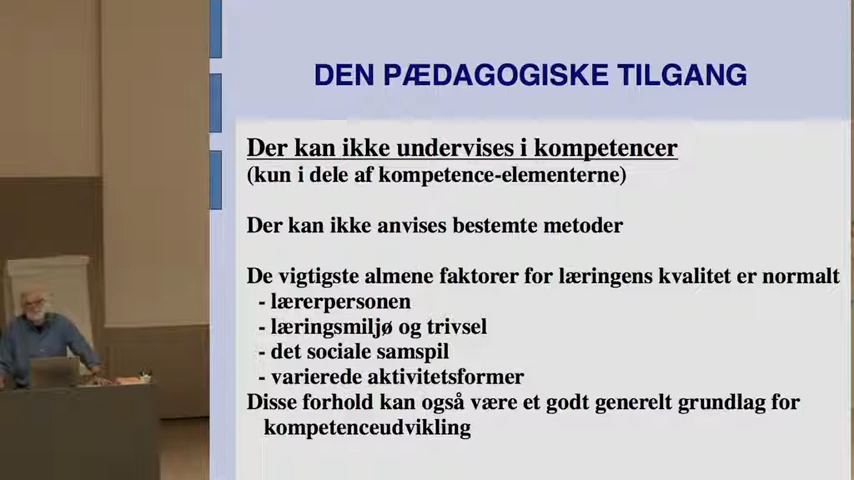 DEN PÆDAGOGISKE TILGANG
Der kan ikke undervises i kompetencer
(kun i dele af kompetence-elementerne)
Der kan ikke anvises bestemte metoder
De vigtigste almene faktorer for læringens kvalitet er normalt
- lærerpersonen
- læringsmiljø og trivsel
- det sociale samspil
- varierede aktivitetsformer
Disse forhold kan også være et godt generelt grundlag for
kompetenceudvikling